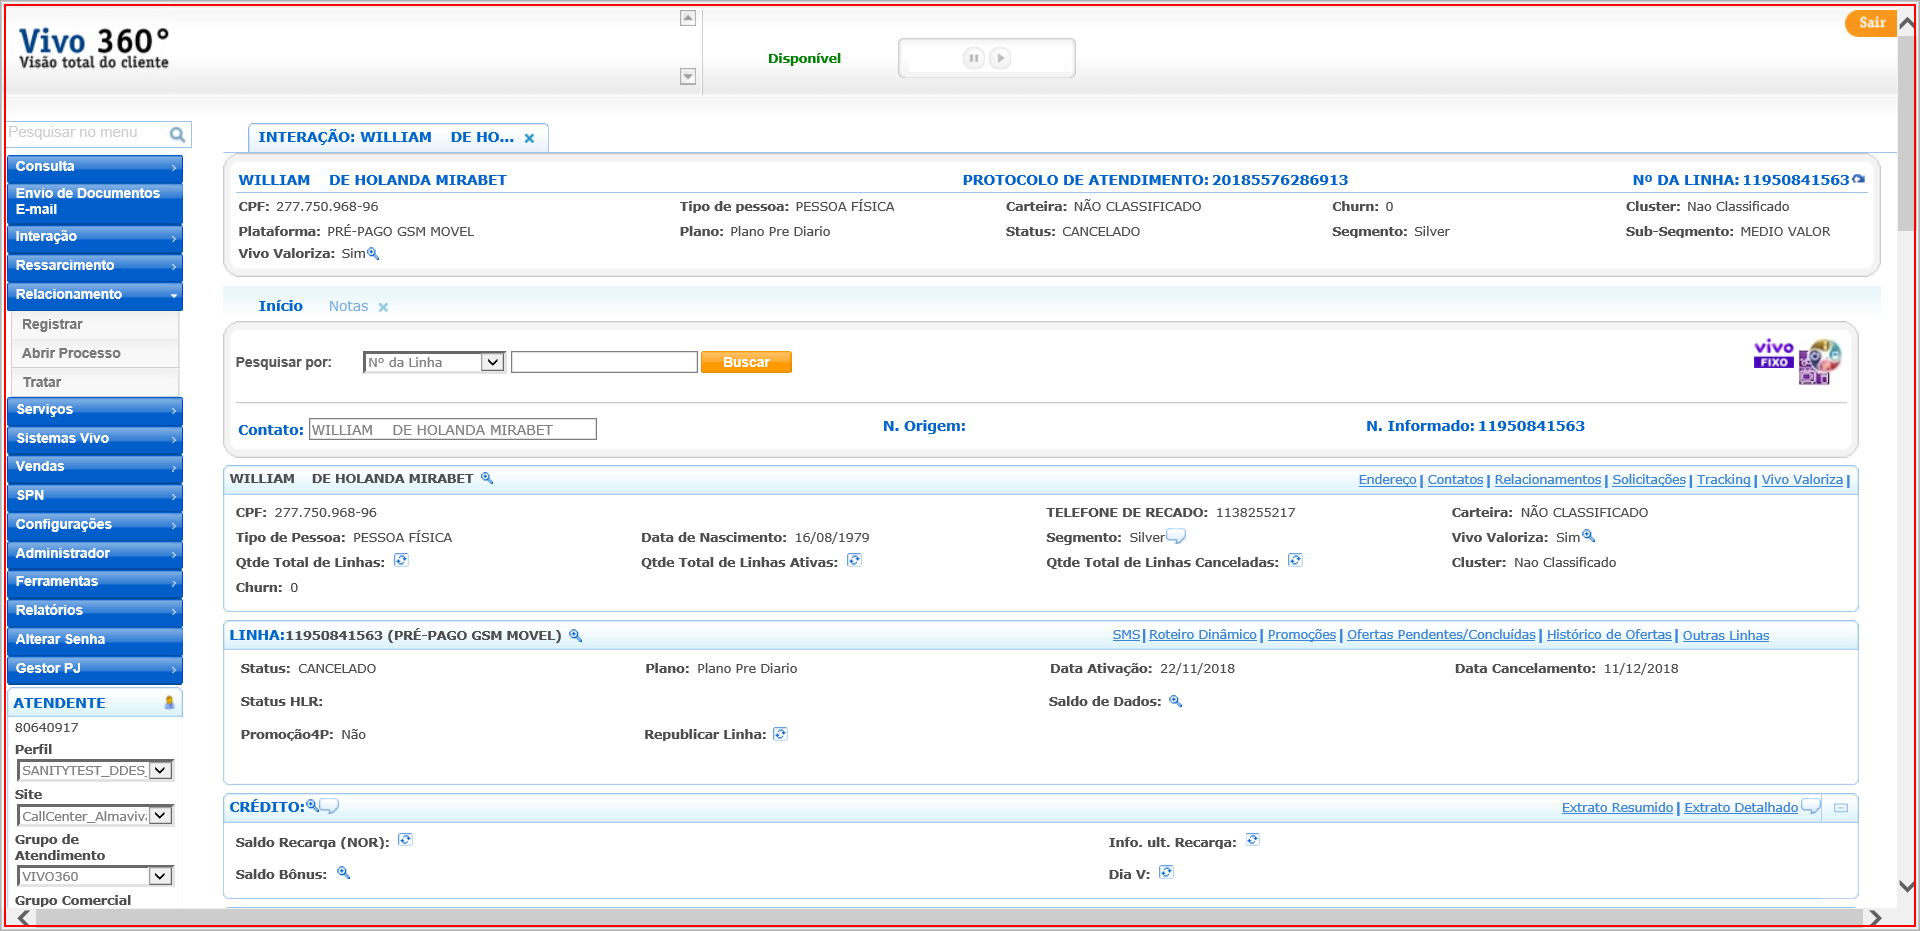 Vivo 360°
Visão total do cliente
Disponível
Sair
Pesquisar no menu
Consulta
Envio de Documentos
E-mail
Interação
Ressarcimento
Relacionamento
Registrar
Abrir Processo
Tratar
Serviços
Sistemas Vivo
Vendas
SPN
Configurações
Administrador
Ferramentas
Relatórios
Alterar Senha
Gestor PJ
ATENDENTE
80640917
Perfil
SANITYTEST_DDES_
Site
CallCenter_Almaviva
Grupo de
Atendimento
VIVO360
Grupo Comercial
INTERAÇÃO: WILLIAM DE HO...
WILLIAM DE HOLANDA MIRABET PROTOCOLO DE ATENDIMENTO: 20185576286913 Nº DA LINHA: 11950841563
CPF: 277.750.968-96 Tipo de pessoa: PESSOA FÍSICA Carteira: NÃO CLASSIFICADO Churn: 0 Cluster: Nao Classificado
Plataforma: PRÉ-PAGO GSM MOVEL Plano: Plano Pre Diario Status: CANCELADO Segmento: Silver Sub-Segmento: MEDIO VALOR
Vivo Valoriza: Sim
Início Notas
Pesquisar por: Nº da Linha Buscar
vivo
FIXO
Contato: WILLIAM DE HOLANDA MIRABET N. Origem: N. Informado: 11950841563
WILLIAM DE HOLANDA MIRABET Endereço | Contatos | Relacionamentos | Solicitações | Tracking | Vivo Valoriza |
CPF: 277.750.968-96 TELEFONE DE RECADO: 1138255217 Carteira: NÃO CLASSIFICADO
Tipo de Pessoa: PESSOA FÍSICA Data de Nascimento: 16/08/1979 Segmento: Silver Vivo Valoriza: Sim
Qtde Total de Linhas: Qtde Total de Linhas Ativas: Qtde Total de Linhas Canceladas: Cluster: Nao Classificado
Churn: 0
LINHA:11950841563 (PRÉ-PAGO GSM MOVEL) SMS | Roteiro Dinâmico | Promoções | Ofertas Pendentes/Concluídas | Histórico de Ofertas | Outras Linhas
Status: CANCELADO Plano: Plano Pre Diario Data Ativação: 22/11/2018 Data Cancelamento: 11/12/2018
Status HLR: Saldo de Dados:
Promoção4P: Não Republicar Linha:
CRÉDITO: Extrato Resumido | Extrato Detalhado
Saldo Recarga (NOR): Info. ult. Recarga:
Saldo Bônus: Dia V: